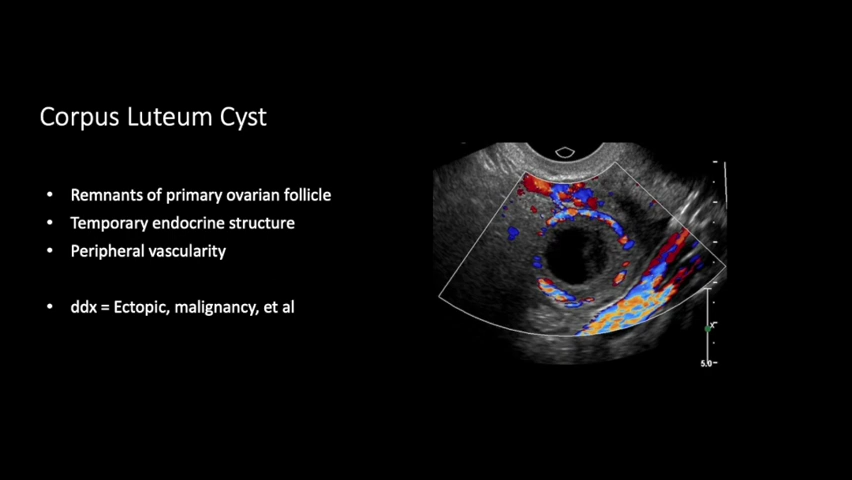 Corpus Luteum Cyst
• Remnants of primary ovarian follicle
• Temporary endocrine structure
• Peripheral vascularity
• ddx = Ectopic, malignancy, et al
5.0